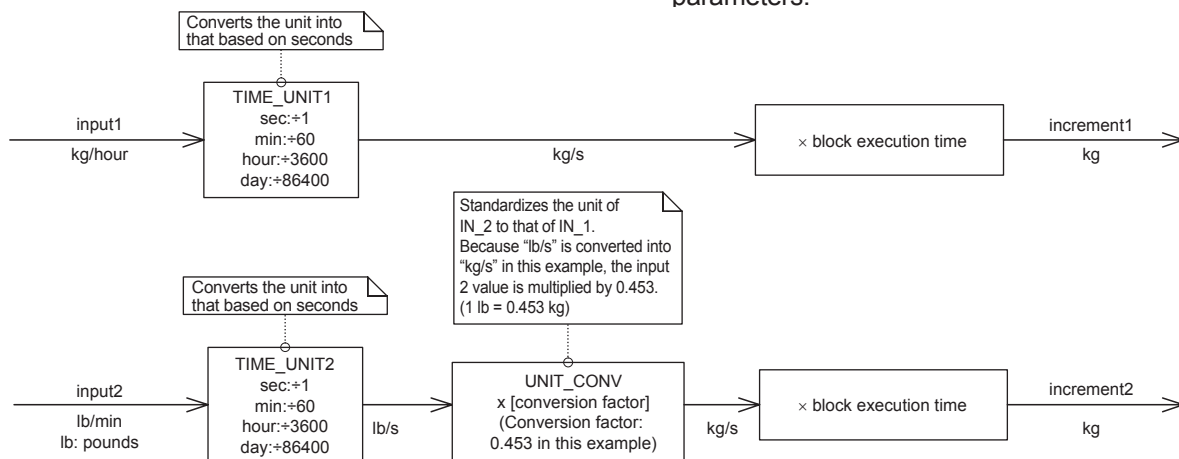 parameters.
Converts the unit into
that based on seconds
input1
kg/hour
TIME_UNIT1
sec:÷1
min:÷60
hour:÷3600
day:÷86400
kg/s
× block execution time
increment1
kg
Standardizes the unit of
IN_2 to that of IN_1.
Because “lb/s” is converted into
“kg/s” in this example, the input
2 value is multiplied by 0.453.
(1 lb = 0.453 kg)
Converts the unit into
that based on seconds
input2
lb/min
lb: pounds
TIME_UNIT2
sec:÷1
min:÷60
hour:÷3600
day:÷86400
lb/s
UNIT_CONV
x [conversion factor]
(Conversion factor:
0.453 in this example)
kg/s
× block execution time
increment2
kg